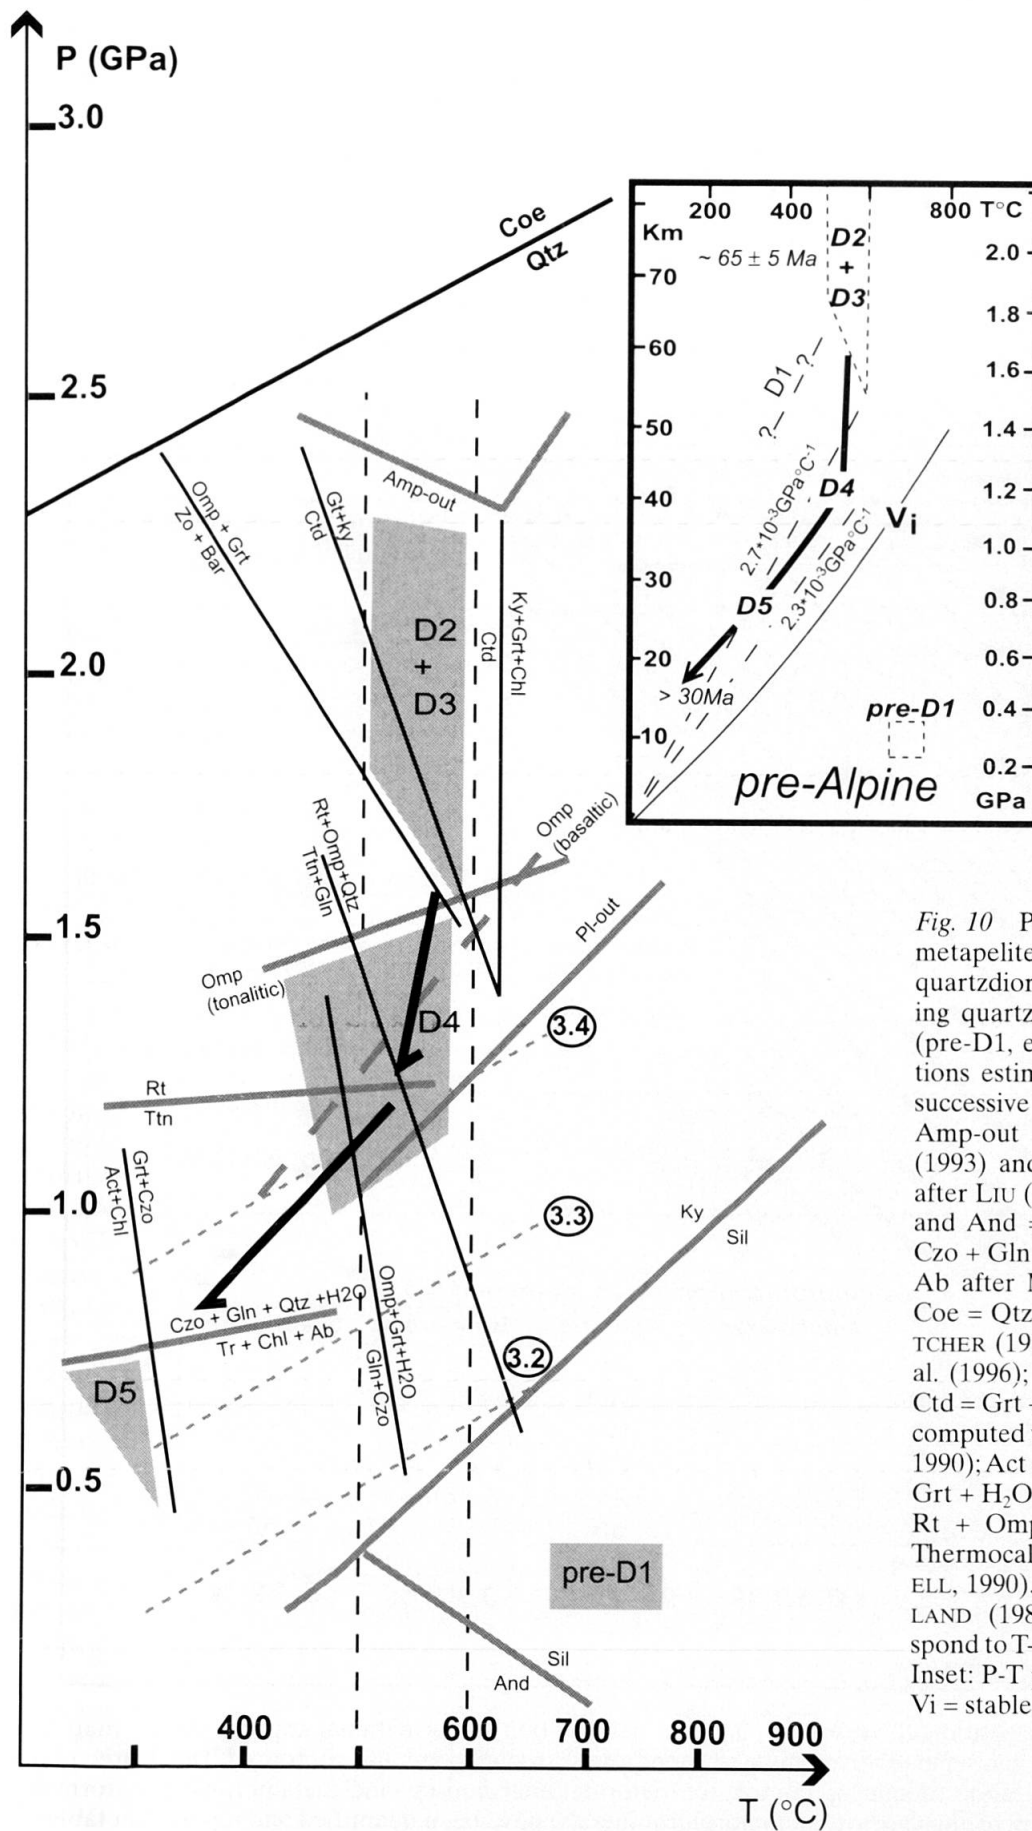 P (GPa)
3.0
2.5
2.0
1.5
1.0
0.5
400
600
700
800
900
T (°C)
Coe
Qtz
Amp-out
Omp + Grt
Zo + Bar
Gt+ky
Ctd
D2
+
D3
Ctd
Ky+Grt+Chl
Rt+Omp+Qtz
Ttn+Gln
Omp
(basaltic)
Omp
(tonalitic)
Pl-out
D4
3.4
Rt
Ttn
Grt+Czo
Act+Chl
3.3
Ky
Sil
Czo + Gln + Qtz +H2O
Tr + Chl + Ab
Omp+Grt+H2O
Gln+Czo
3.2
D5
pre-D1
Sil
And
200
400
800
T°C
Km
~ 65 ± 5 Ma
D2
+
D3
2.0
70
1.8
60
1.6
? D1 ?
50
1.4
40
1.2
2.7*10-3GPa°C-1
D4
Vi
1.0
30
2.3*10-3GPa°C-1
D5
0.8
20
0.6
> 30Ma
pre-D1
0.4
10
0.2
pre-Alpine
GPa
Fig. 10 P
metapelite
quartzdior
ing quartz
(pre-D1, e
tions estin
successive
Amp-out
(1993) and
after LIU (
and And =
Czo + Gln
Ab after M
Coe = Qtz
TCHER (19
al. (1996);
Ctd = Grt
computed
1990); Act
Grt + H2O
Rt + Omp
Thermocal
ELL, 1990).
LAND (198
spond to T-
Inset: P-T
Vi = stable